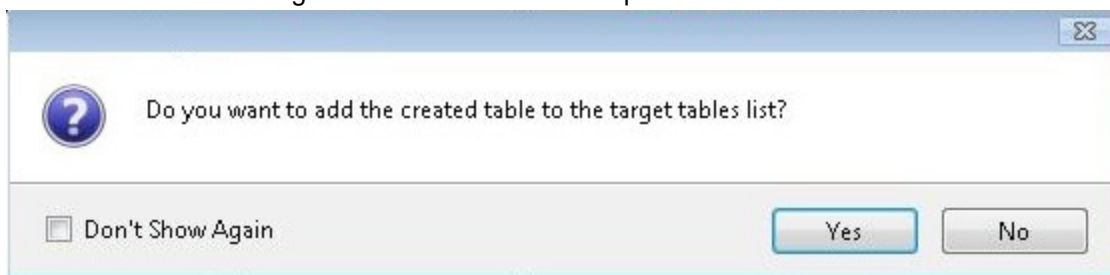 Do you want to add the created table to the target tables list?
Don't Show Again
Yes
No